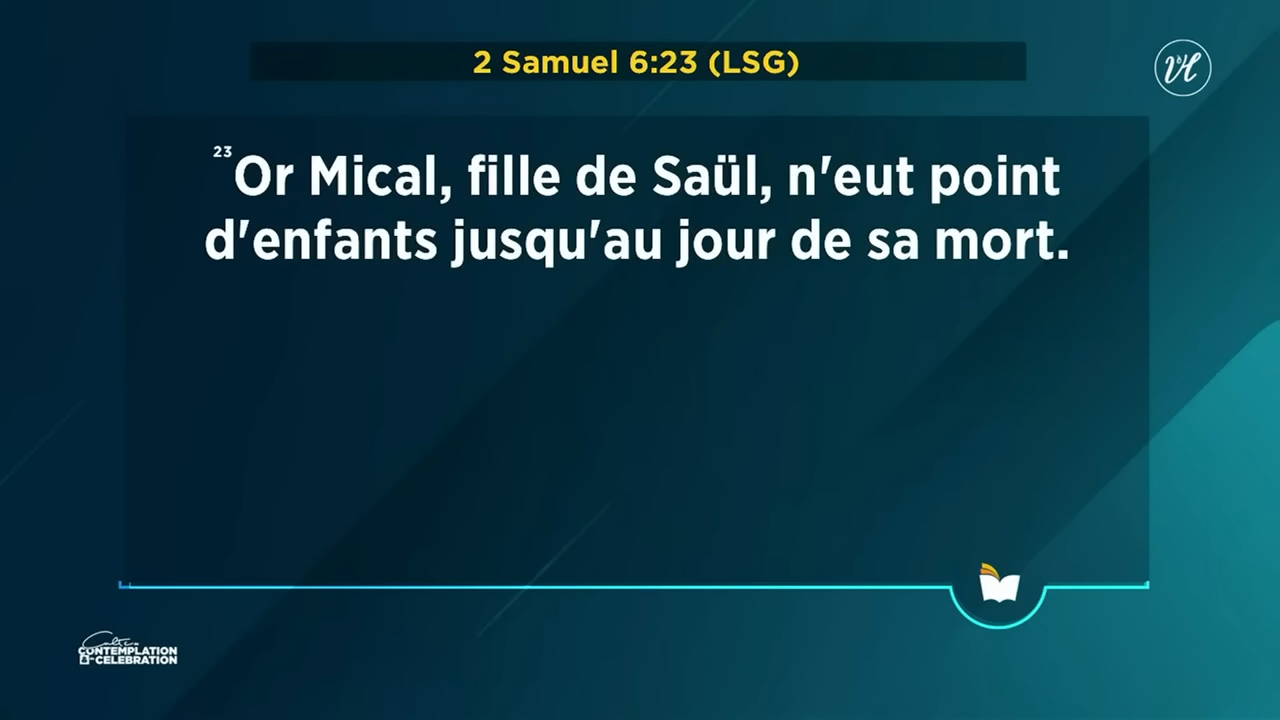 2 Samuel 6:23 (LSG)
23 Or Mical, fille de Saül, n'eut point
d'enfants jusqu'au jour de sa mort.
CONTEMPLATION
CELEBRATION